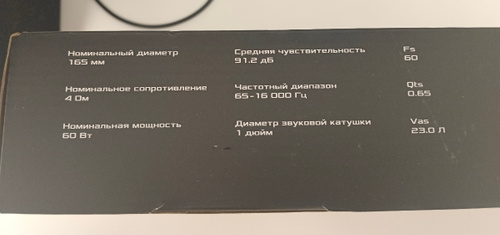 Номинальный диаметр
165 мм
Средняя чувствительность
91.2 дБ
Fs
60
Номинальное сопротивление
4 Ом
Частотный диапазон
65-16 000 Гц
Qts
0.65
Номинальная мощность
60 Вт
Диаметр звуковой катушки
1 дюйм
Vas
23.0 Л